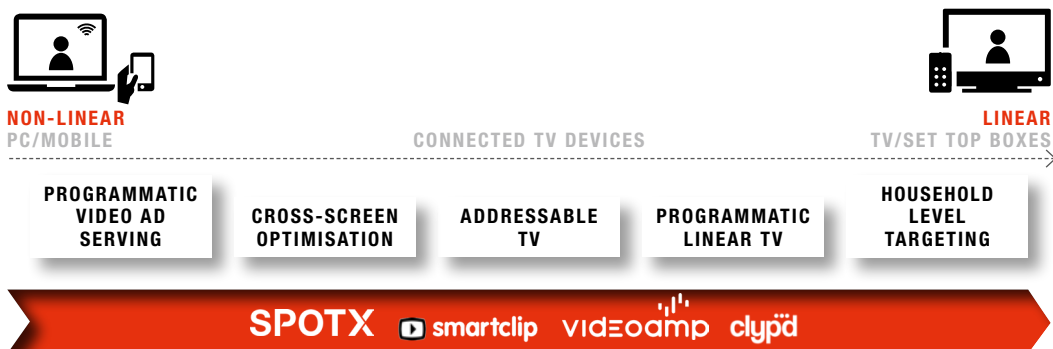 NON-LINEAR
LINEAR
PC/MOBILE
CONNECTED TV DEVICES
TV/SET TOP BOXES
PROGRAMMATIC
VIDEO AD
SERVING
CROSS-SCREEN
OPTIMISATION
ADDRESSABLE
TV
PROGRAMMATIC
LINEAR TV
HOUSEHOLD
LEVEL
TARGETING
SPOTX smartclip videoamp clypd